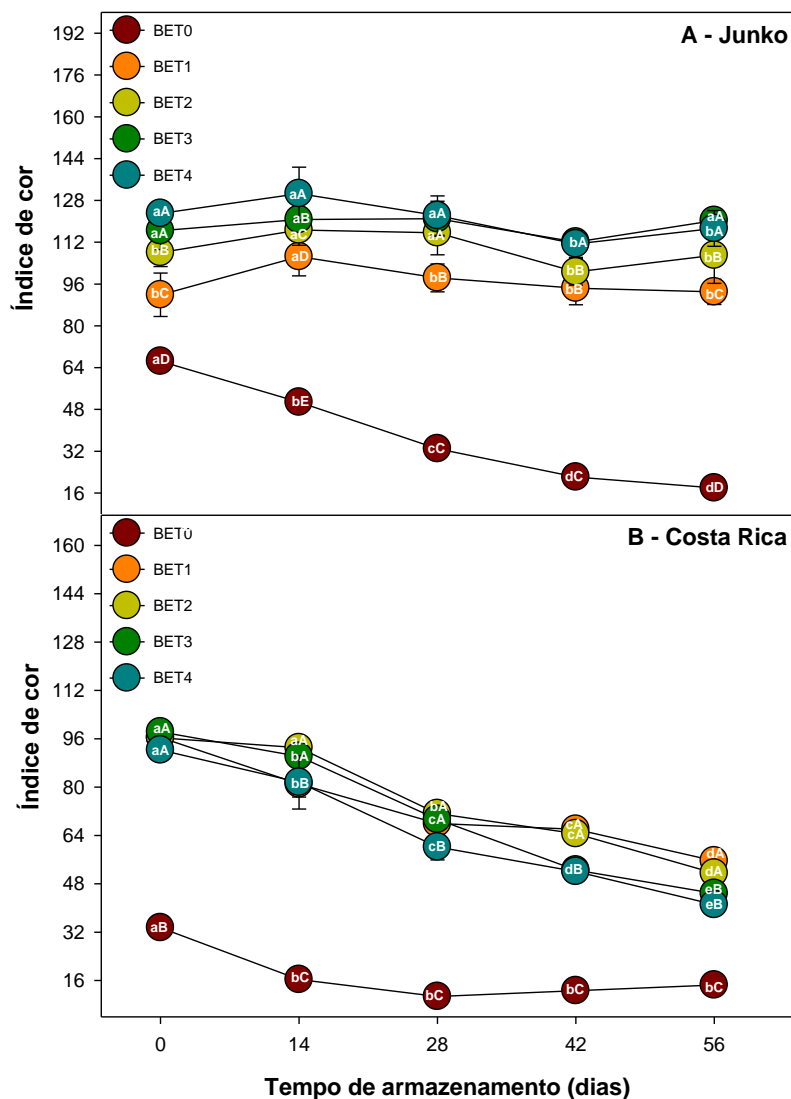 A - Junko
Índice de cor
192
176
160
144
128
112
96
80
64
48
32
16
BET0
BET1
BET2
BET3
BET4
aA
aA
bB
bC
aD
aA
aB
aC
aD
bE
aA
aA
bB
cC
bA
bB
bB
dC
aA
bA
bB
bC
dD
B - Costa Rica
Índice de cor
160
144
128
112
96
80
64
48
32
16
BET0
BET1
BET2
BET3
BET4
aA
aA
aB
aA
bA
bB
bC
bA
cA
cB
bC
cA
cA
dB
bC
dA
dA
eB
eB
bC
0 14 28 42 56
Tempo de armazenamento (dias)